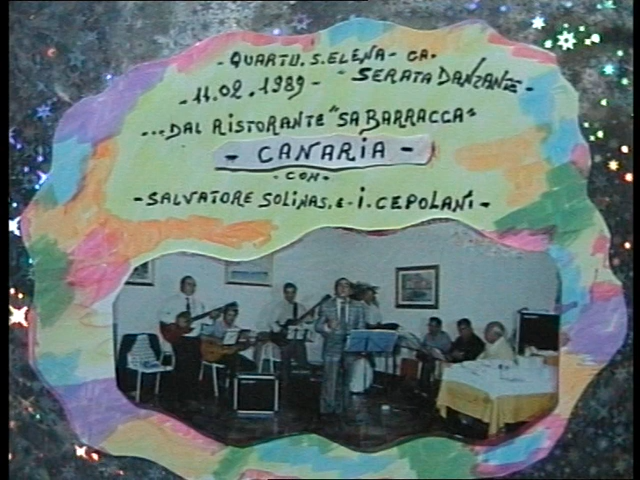 - QUARTU. S. ELENA - CA.
- 11.02.1989 - - SERATA DANZANTE -
... DAL RISTORANTE "SA BARRACCA"
- CANARIA -
- CON -
- SALVATORE SOLINAS. E - I. CEPOLANI -